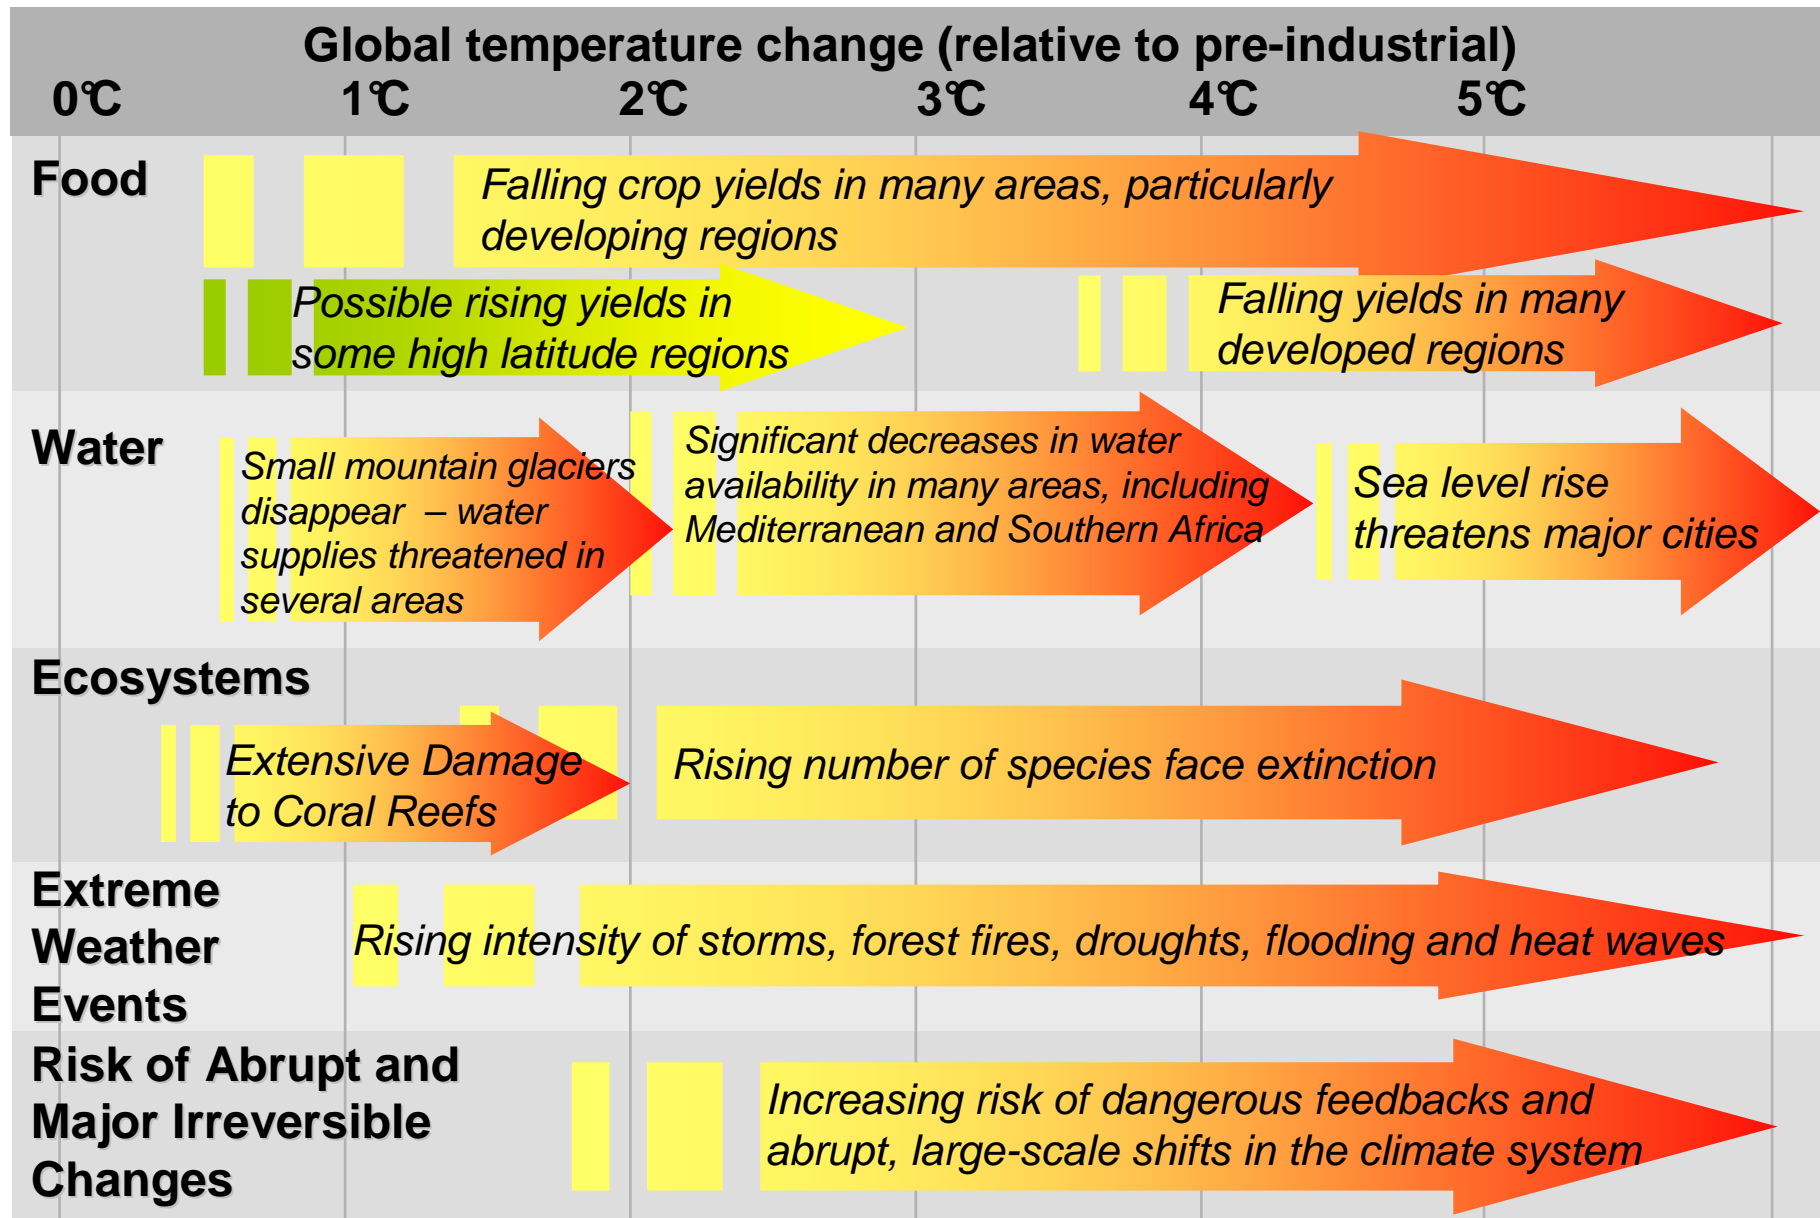 Global temperature change (relative to pre-industrial)
0°C 1°C 2°C 3°C 4°C 5°C
Food
Falling crop yields in many areas, particularly
developing regions
Possible rising yields in
some high latitude regions
Falling yields in many
developed regions
Water
Small mountain glaciers
disappear – water
supplies threatened in
several areas
Significant decreases in water
availability in many areas, including
Mediterranean and Southern Africa
Sea level rise
threatens major cities
Ecosystems
Extensive Damage
to Coral Reefs
Rising number of species face extinction
Extreme
Weather
Events
Rising intensity of storms, forest fires, droughts, flooding and heat waves
Risk of Abrupt and
Major Irreversible
Changes
Increasing risk of dangerous feedbacks and
abrupt, large-scale shifts in the climate system